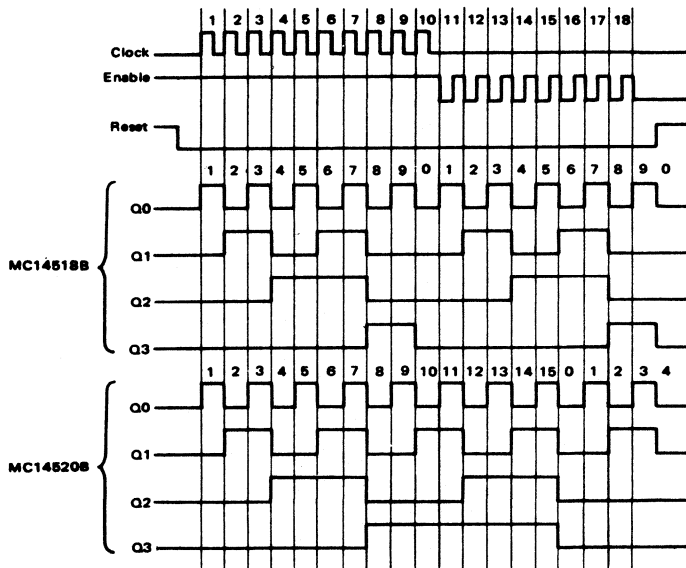 1 2 3 4 5 6 7 8 9 10 11 12 13 14 15 16 17 18
Clock
Enable
Reset
1 2 3 4 5 6 7 8 9 0 1 2 3 4 5 6 7 8 9 0
Q0
Q1
MC14518B
Q2
Q3
1 2 3 4 5 6 7 8 9 10 11 12 13 14 15 0 1 2 3 4
Q0
Q1
MC14520B
Q2
Q3